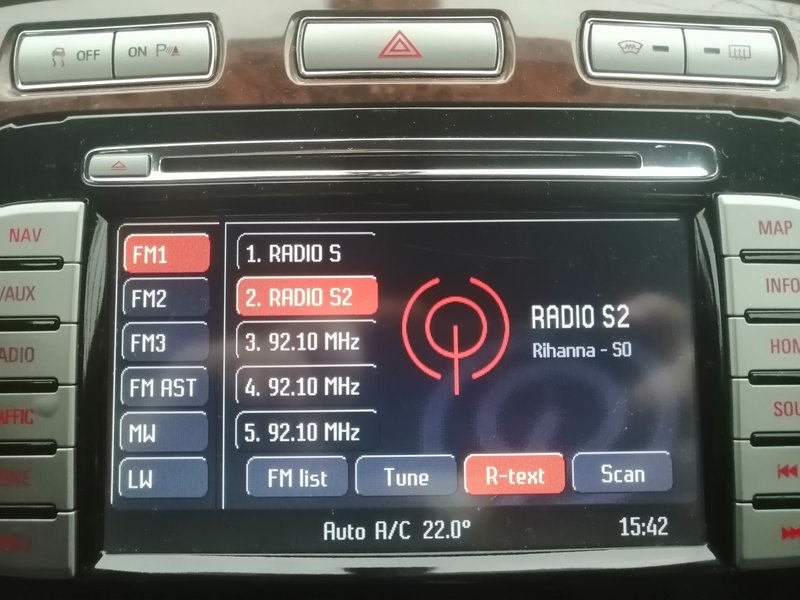 OFF
ON P
NAV
MAP
/AUX
INFO
ADIO
HOM
AFFIC
SOU
FM1
FM2
FM3
FM AST
MW
LW
1. RADIO S
2. RADIO S2
3. 92.10 MHz
4. 92.10 MHz
5. 92.10 MHz
RADIO S2
Rihanna - SO
FM list
Tune
R-text
Scan
Auto A/C 22.0°
15:42